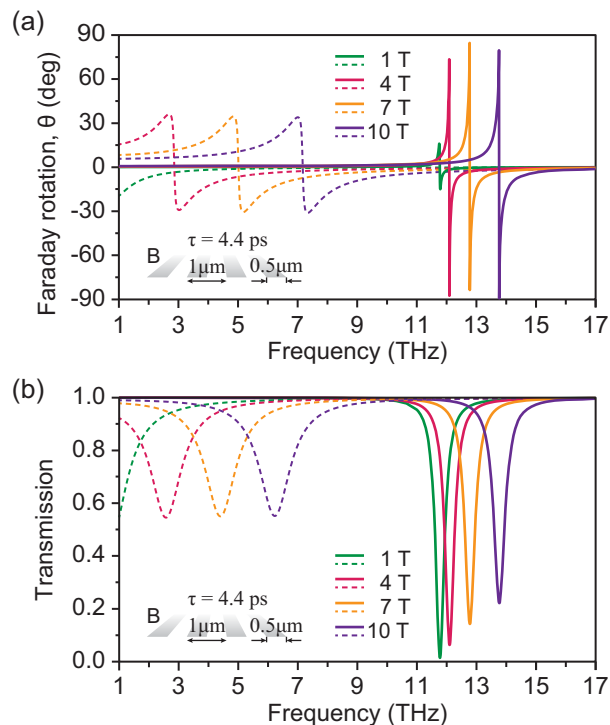 (a)
Faraday rotation, θ (deg)
90
60
30
0
-30
-60
-90
1 T
4 T
7 T
10 T
τ = 4.4 ps
B
1μm
0.5μm
1 3 5 7 9 11 13 15 17
Frequency (THz)
(b)
Transmission
1.0
0.8
0.6
0.4
0.2
0.0
1 T
4 T
7 T
10 T
τ = 4.4 ps
B
1μm
0.5μm
1 3 5 7 9 11 13 15 17
Frequency (THz)